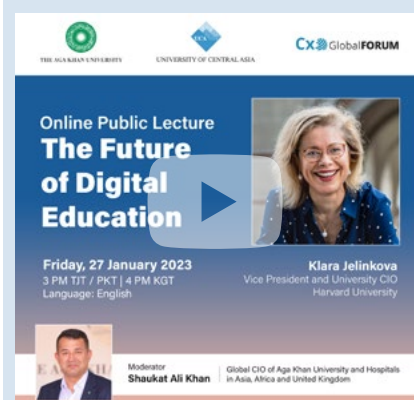 THE AGA KHAN UNIVERSITY
UCA
UNIVERSITY OF CENTRAL ASIA
Cx GlobalFORUM
Online Public Lecture
The Future
of Digital
Education
Friday, 27 January 2023
3 PM TJT / PKT | 4 PM KGT
Language: English
Klara Jelinkova
Vice President and University CIO
Harvard University
Moderator
Shaukat Ali Khan
Global CIO of Aga Khan University and Hospitals
in Asia, Africa and United Kingdom